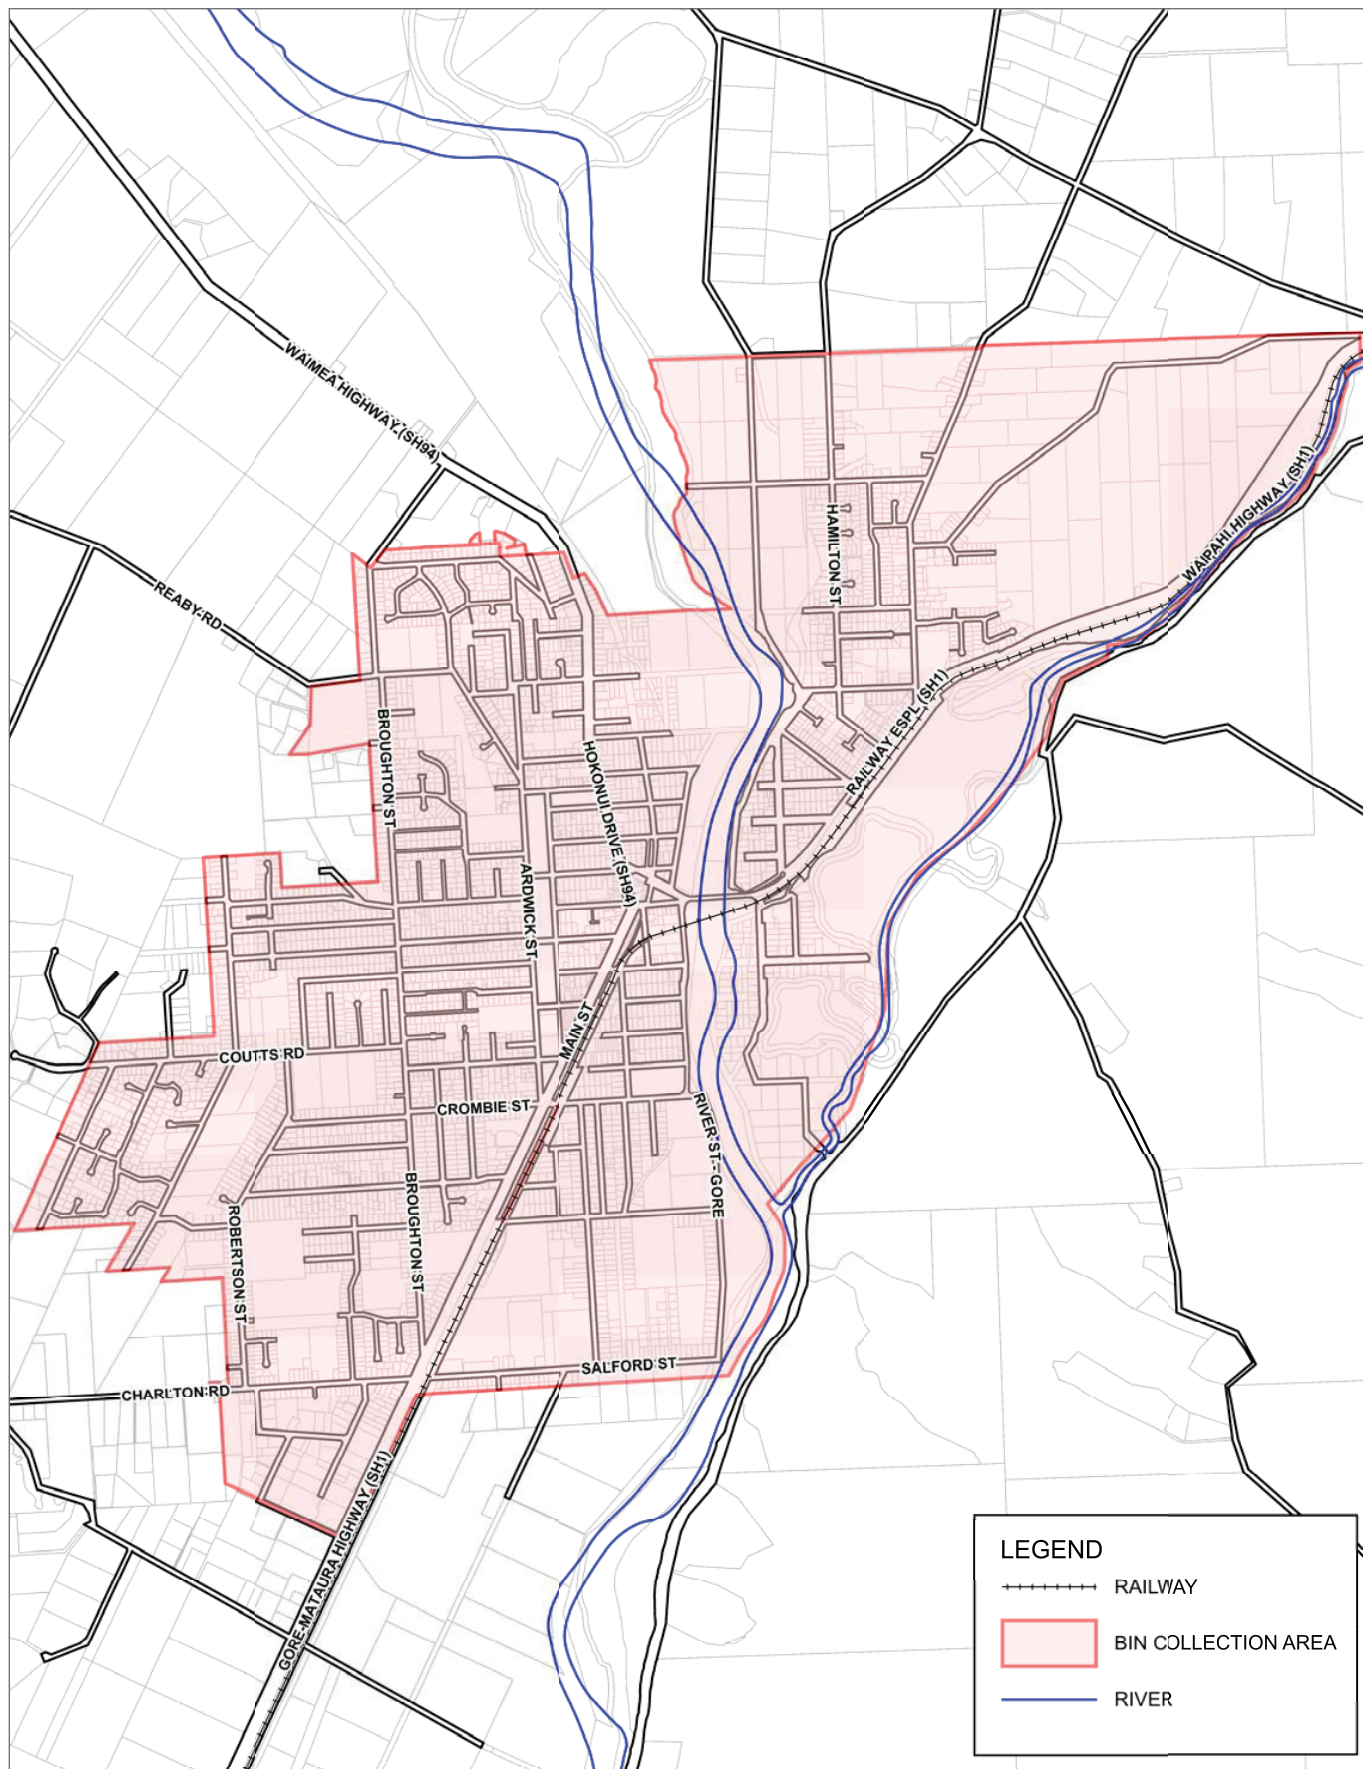 WAIMEA HIGHWAY (SH94)
REABY RD
HAMILTON ST
WAIPAHI HIGHWAY (SH1)
RAILWAY ESPL (SH1)
BROUGHTON ST
HOKONUI DRIVE (SH94)
ARDWICK ST
MAIN ST
COUTTS RD
CROMBIE ST
RIVER ST - GORE
BROUGHTON ST
ROBERTSON ST
SALFORD ST
CHARLTON RD
GORE-MATAURA HIGHWAY (SH1)
LEGEND
RAILWAY
BIN COLLECTION AREA
RIVER